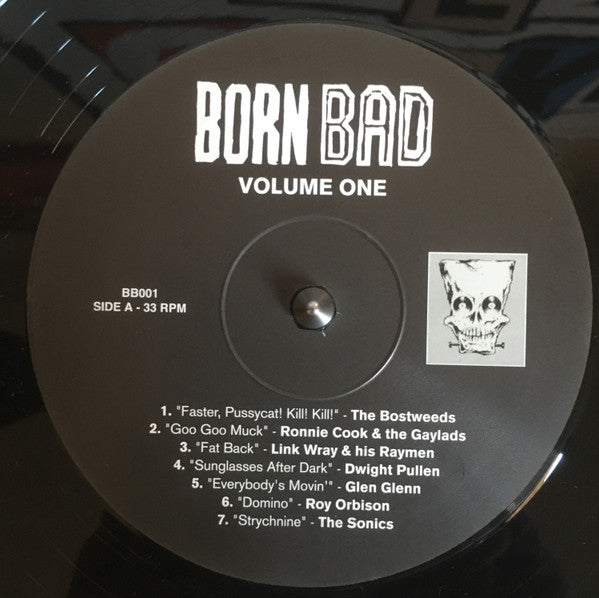 BORN BAD
VOLUME ONE
BB001
SIDE A - 33 RPM
1. "Faster, Pussycat! Kill! Kill!" - The Bostweeds
2. "Goo Goo Muck" - Ronnie Cook & the Gaylads
3. "Fat Back" - Link Wray & his Raymen
4. "Sunglasses After Dark" - Dwight Pullen
5. "Everybody's Movin'" - Glen Glenn
6. "Domino" - Roy Orbison
7. "Strychnine" - The Sonics